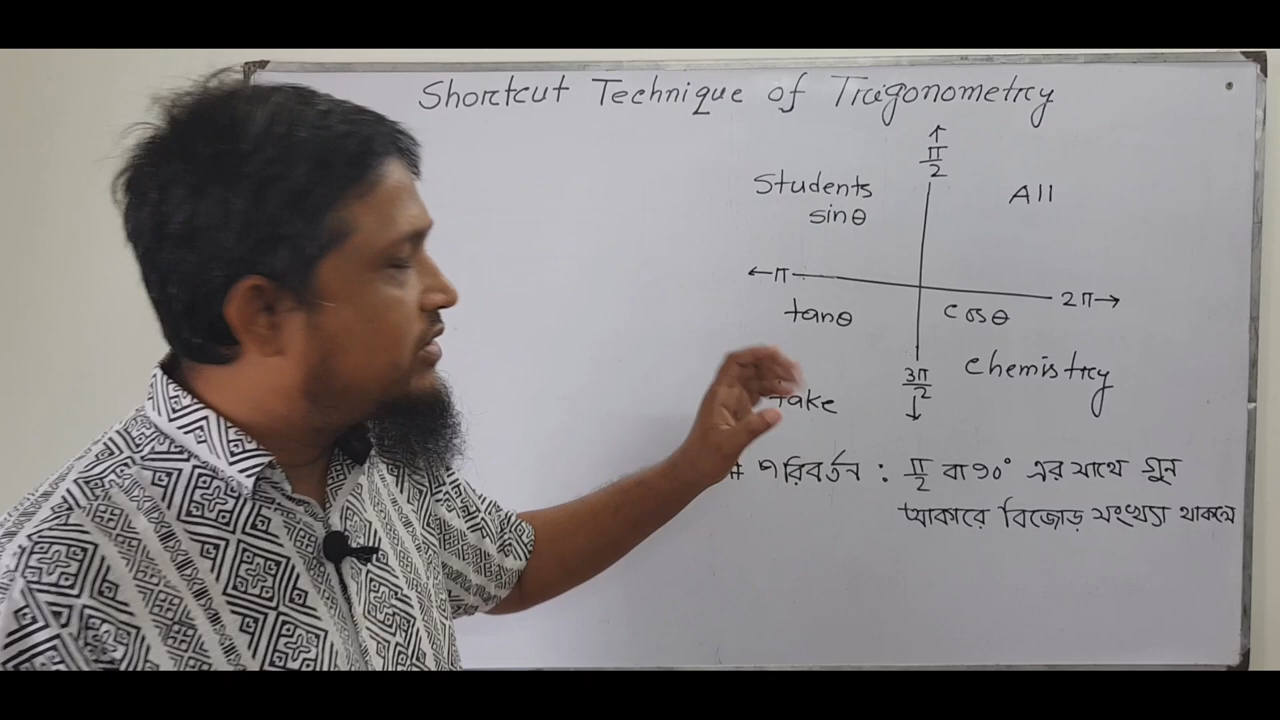 Shortcut Technique of Trigonometry
π/2
Students
All
sinθ
π
2π
tanθ
cosθ
3π/2
Chemistry
take
# পরিবর্তন : π/2 বা ৯০° এর সাথে গুন
আকারে বিজোড় সংখ্যা থাকলে